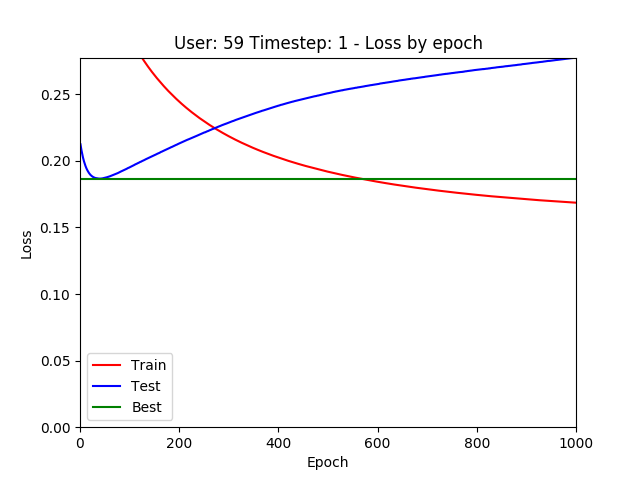 User: 59 Timestep: 1 - Loss by epoch
Loss
0.25
0.20
0.15
0.10
0.05
0.00
Train
Test
Best
0 200 400 600 800 1000
Epoch